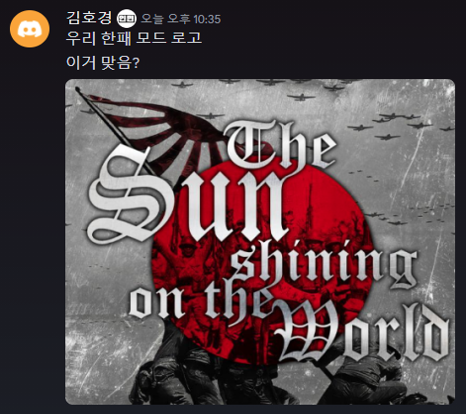 김호경 오늘 오후 10:35
우리 한패 모드 로고
이거 맞음?
The
Sun
shining
on the
World